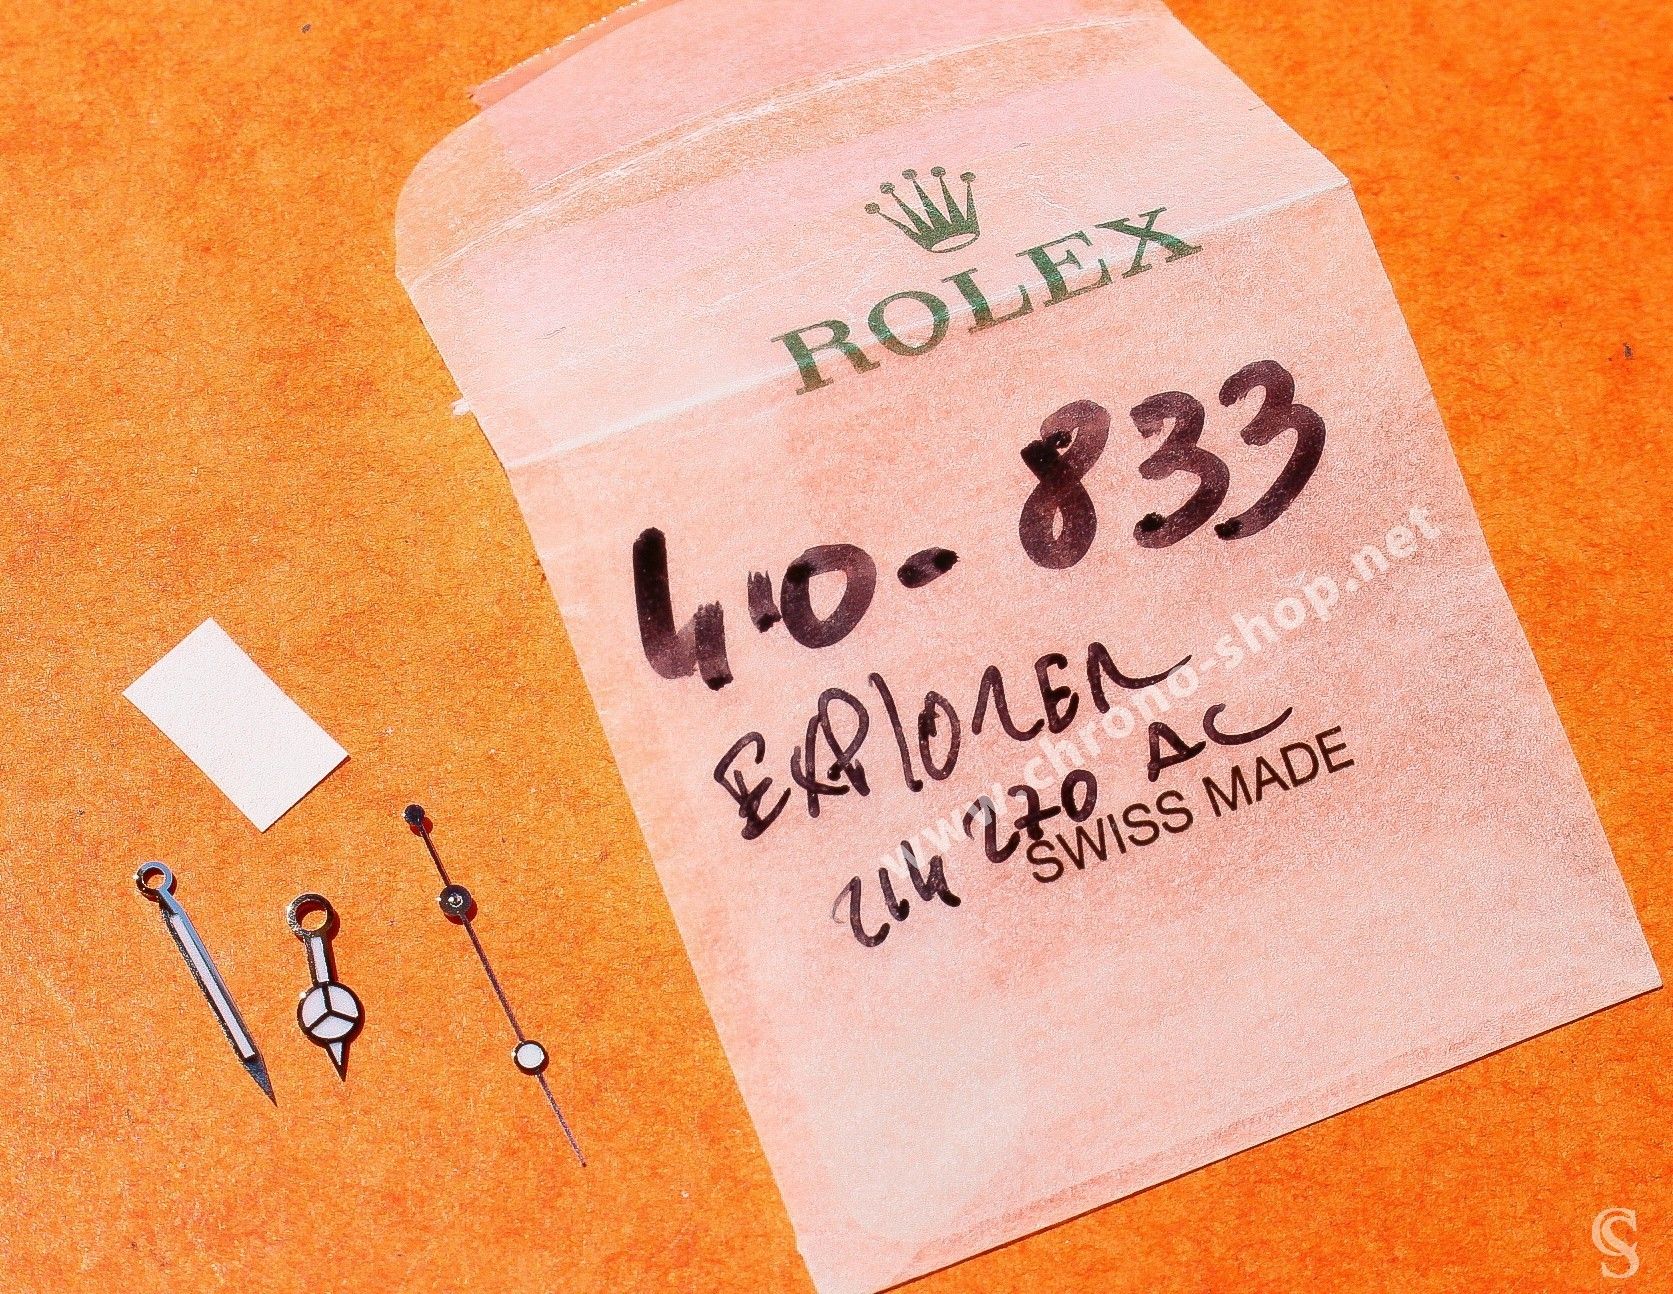 ROLEX
40-833
EXPlORER
214 270 AC
SWISS MADE
www.chrono-shop.net